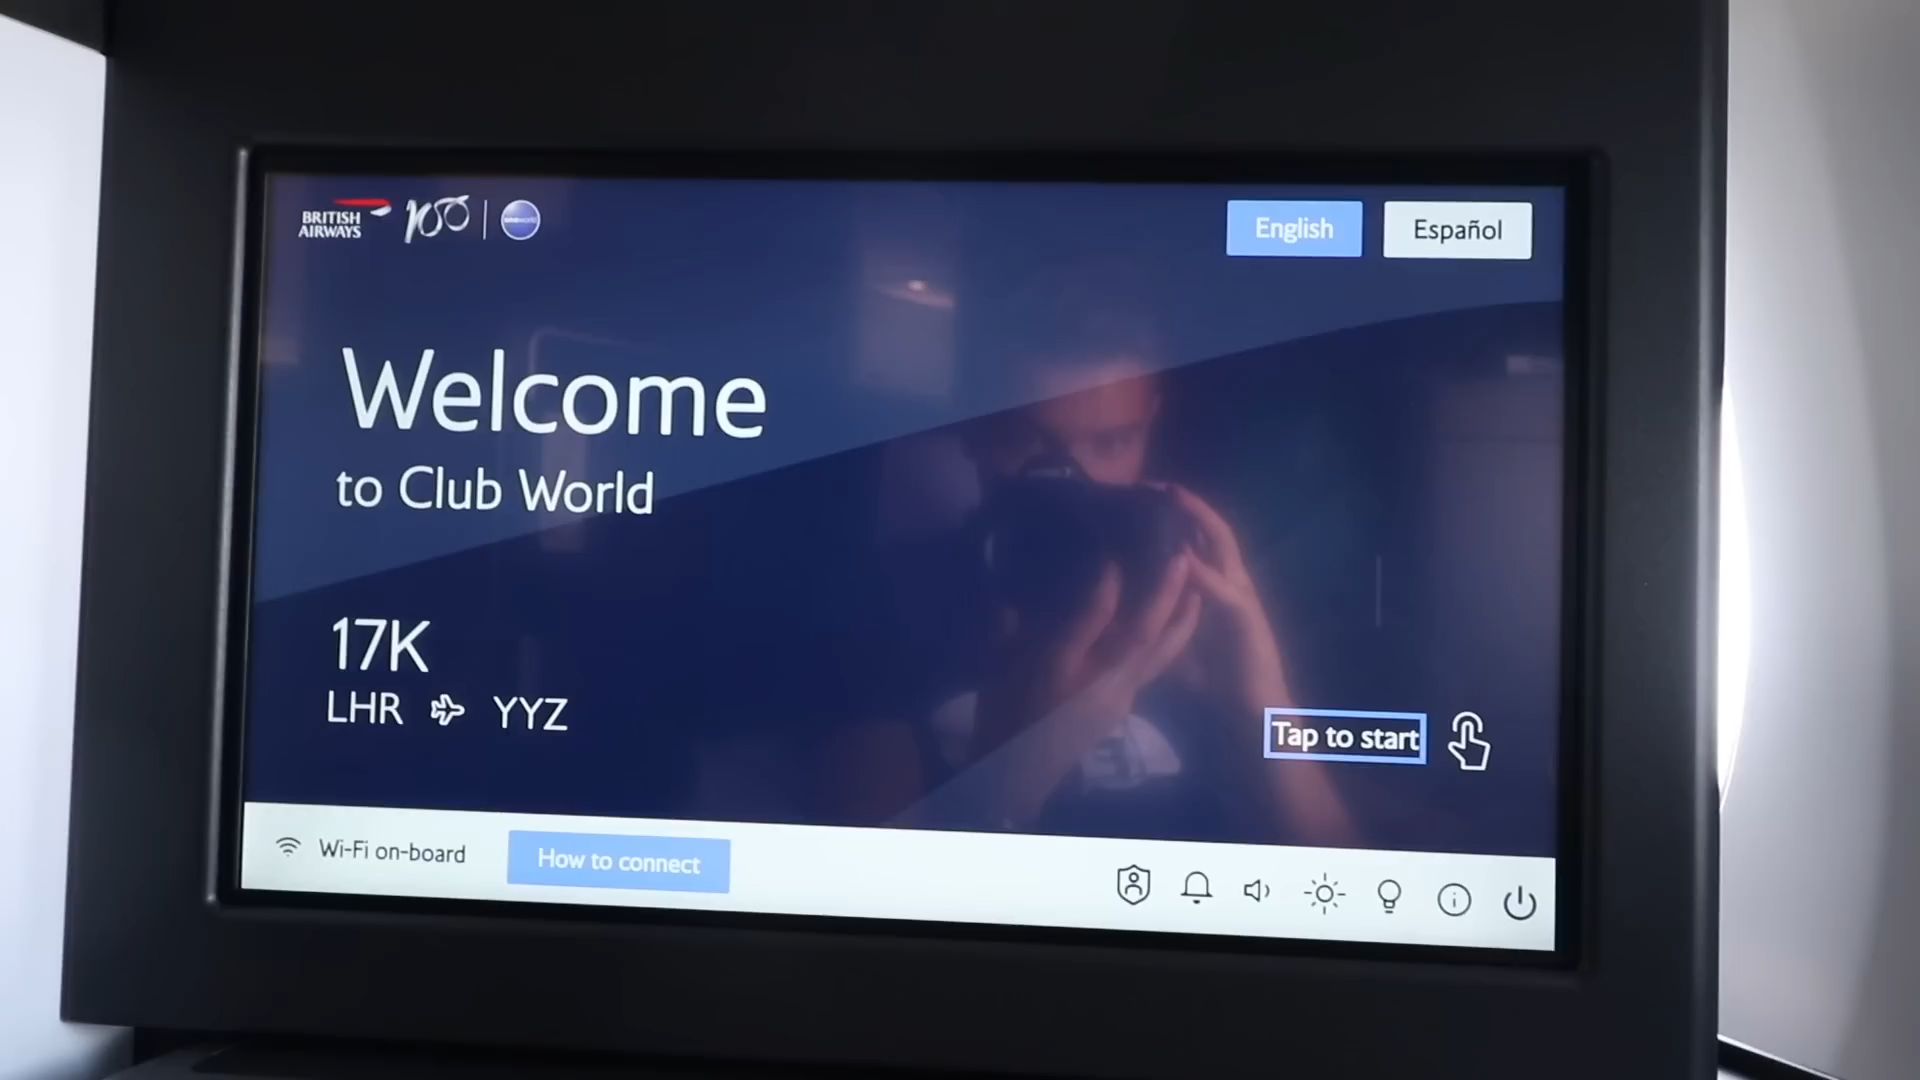 BRITISH AIRWAYS 100 oneworld
English Español
Welcome
to Club World
17K
LHR YYZ
Tap to start
Wi-Fi on-board How to connect